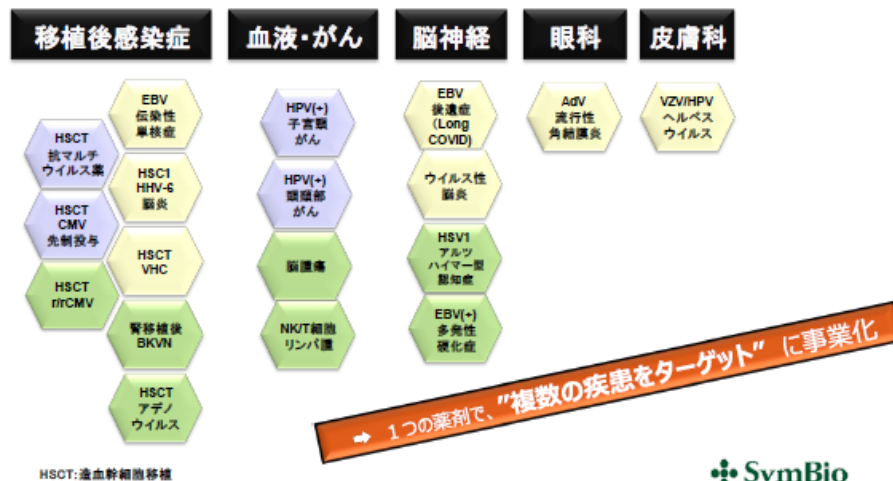 移植後感染症
血液・がん
脳神経
眼科
皮膚科
HSCT
抗マルチ
ウイルス薬
HSCT
CMV
先制投与
HSCT
r/rCMV
EBV
伝染性
単核症
HSC1
HHV-6
脳炎
HSCT
VHC
腎移植後
BKVN
HSCT
アデノ
ウイルス
HPV(+)
子宮頸
がん
HPV(+)
頭頸部
がん
脳腫瘍
NK/T細胞
リンパ腫
EBV
後遺症
(Long
COVID)
ウイルス性
脳炎
HSV1
アルツ
ハイマー型
認知症
EBV(+)
多発性
硬化症
AdV
流行性
角結膜炎
VZV/HPV
ヘルペス
ウイルス
➡ 1つの薬剤で、"複数の疾患をターゲット" に事業化
HSCT:造血幹細胞移植
SymBio